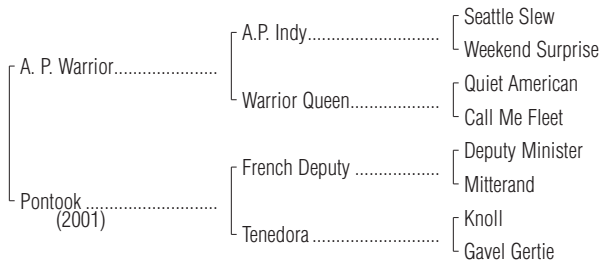 Seattle Slew
A.P. Indy........................................
Weekend Surprise
A. P. Warrior........................
Quiet American
Warrior Queen......................
Call Me Fleet
Deputy Minister
French Deputy .....................
Mitterand
Pontook ................................
(2001)
Knoll
Tenedora ...............................
Gavel Gertie